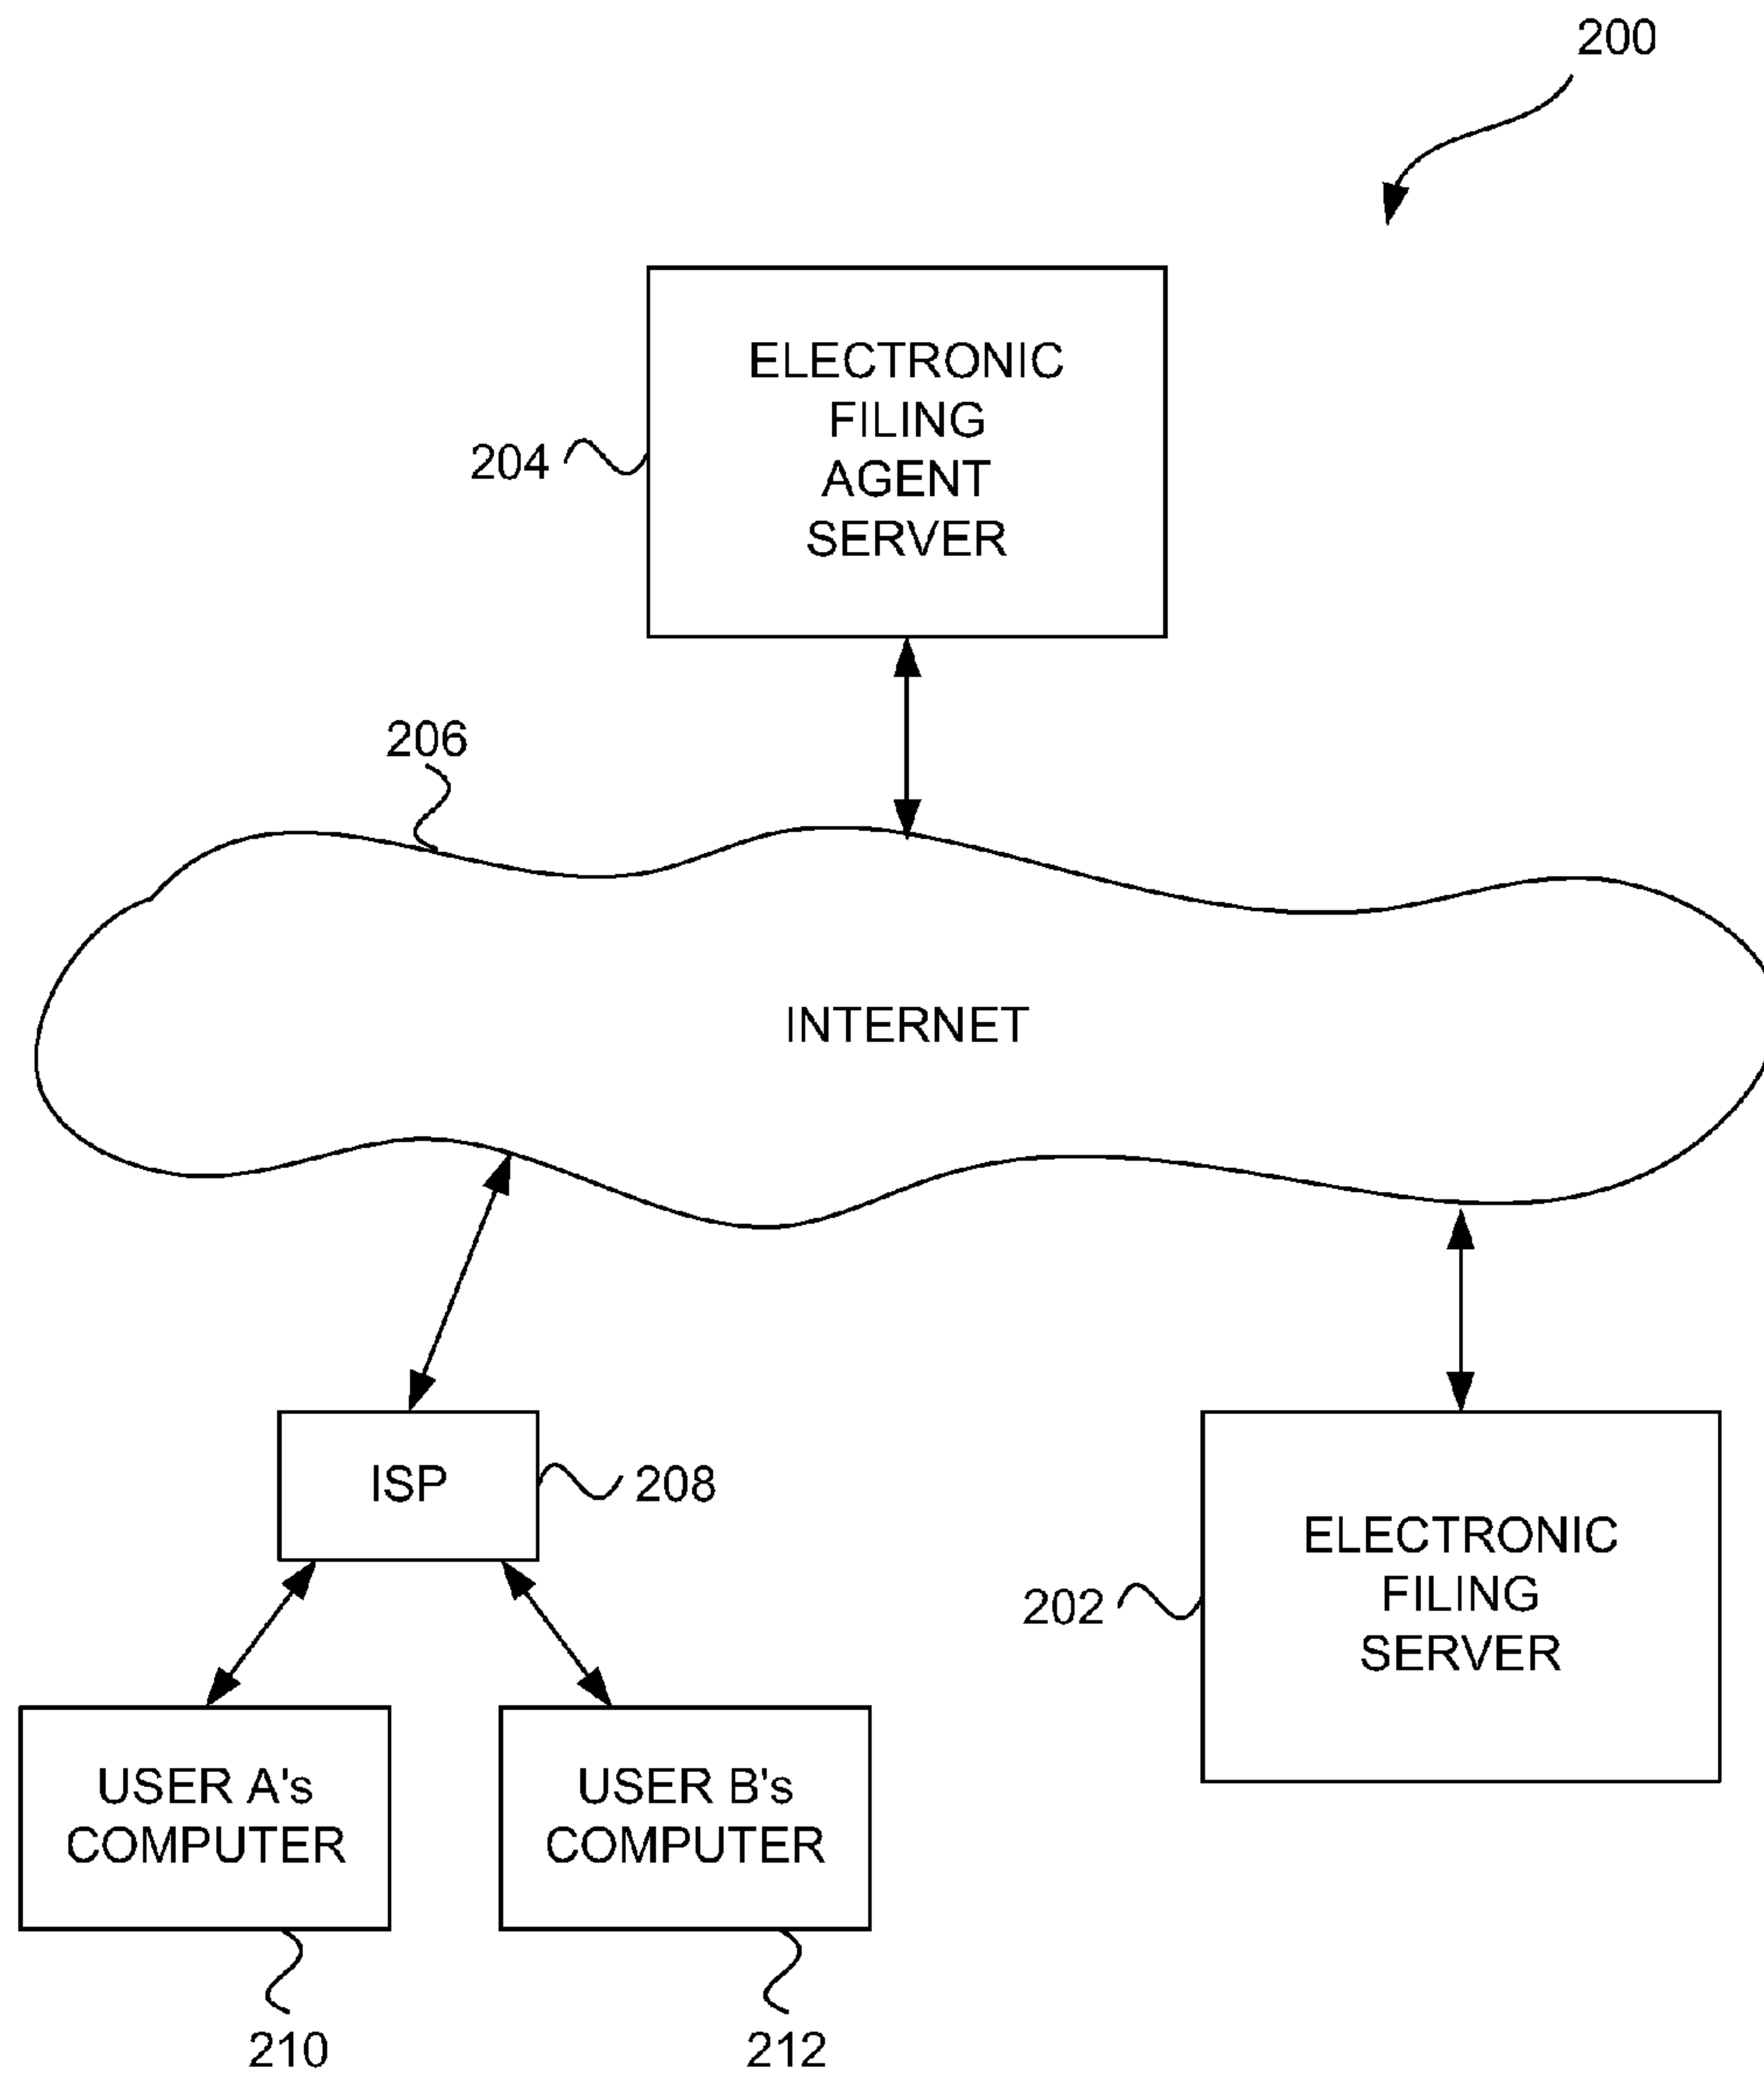 200
ELECTRONIC
FILING
AGENT
SERVER
204
206
INTERNET
ISP
208
ELECTRONIC
FILING
SERVER
202
USER A's
COMPUTER
USER B's
COMPUTER
210
212